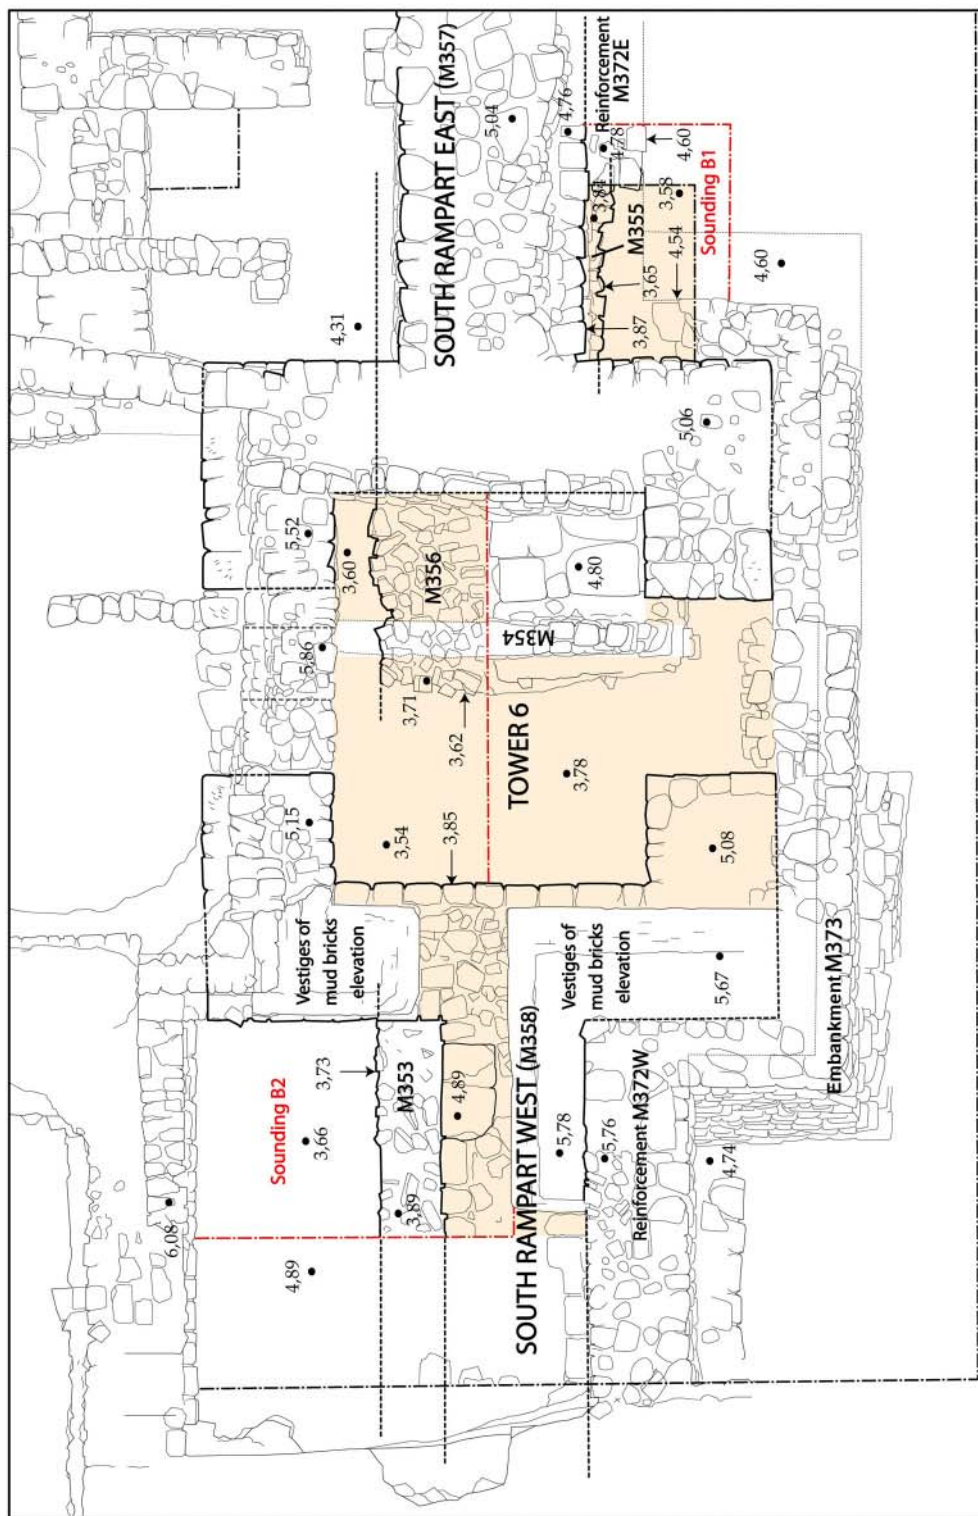 SOUTH RAMPART EAST (M357)
5,04
4,76
Reinforcement
M372E
4,78
4,60
3,84
M355
3,58
Sounding B1
4,54
3,65
3,87
4,60
4,31
5,06
5,52
3,60
M356
4,80
M354
5,86
3,71
3,62
TOWER 6
3,78
3,85
3,54
5,15
5,08
Vestiges of
mud bricks
elevation
Vestiges of
mud bricks
elevation
5,67
Embankment M373
Sounding B2
3,73
3,66
M353
4,89
3,89
6,08
4,89
SOUTH RAMPART WEST (M358)
5,78
5,76
Reinforcement M372W
4,74